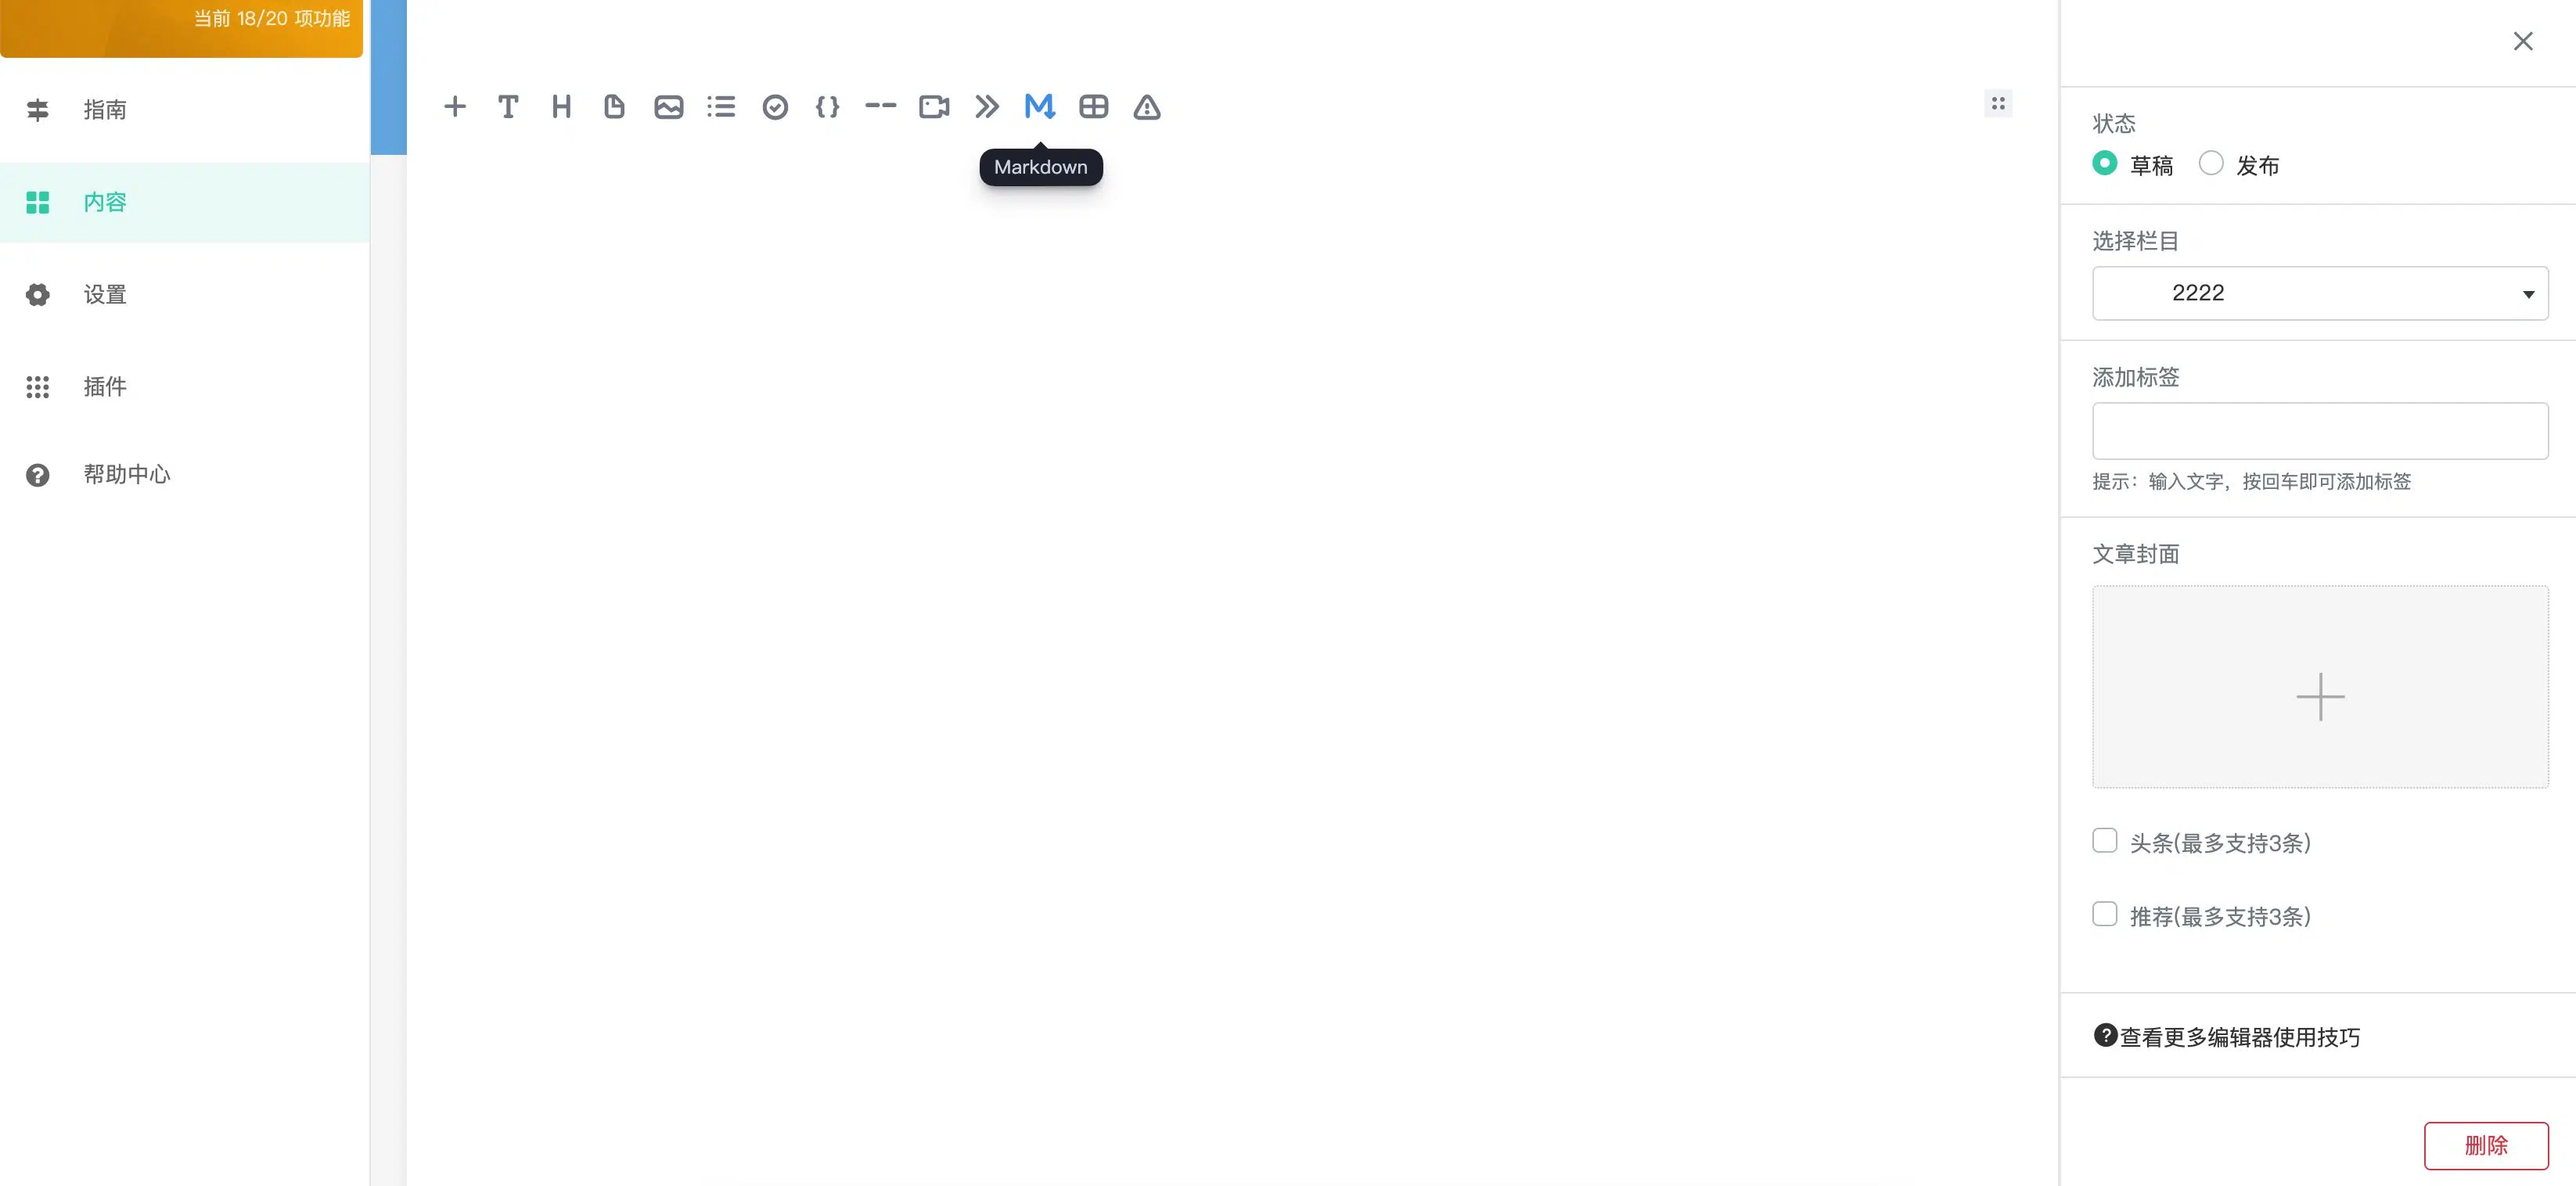 当前 18/20 项功能
指南
内容
设置
插件
帮助中心
Markdown
状态
草稿 发布
选择栏目
2222
添加标签
提示：输入文字，按回车即可添加标签
文章封面
头条(最多支持3条)
推荐(最多支持3条)
查看更多编辑器使用技巧
删除